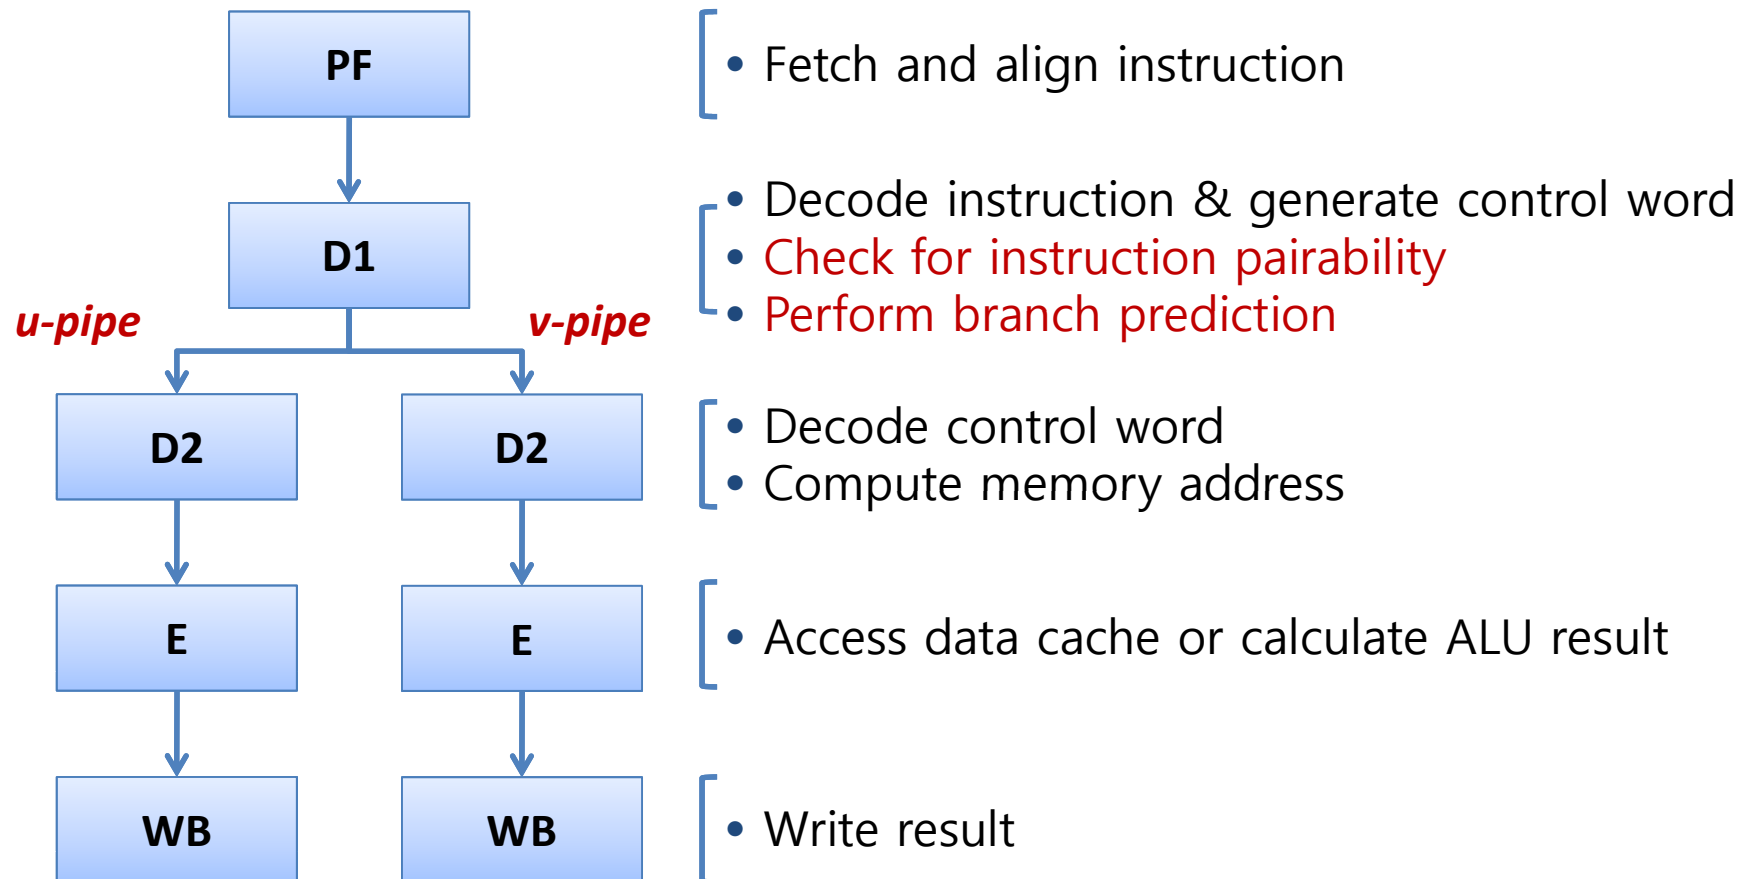 PF
• Fetch and align instruction
D1
• Decode instruction & generate control word
• Check for instruction pairability
• Perform branch prediction
u-pipe
v-pipe
D2
D2
• Decode control word
• Compute memory address
E
E
• Access data cache or calculate ALU result
WB
WB
• Write result